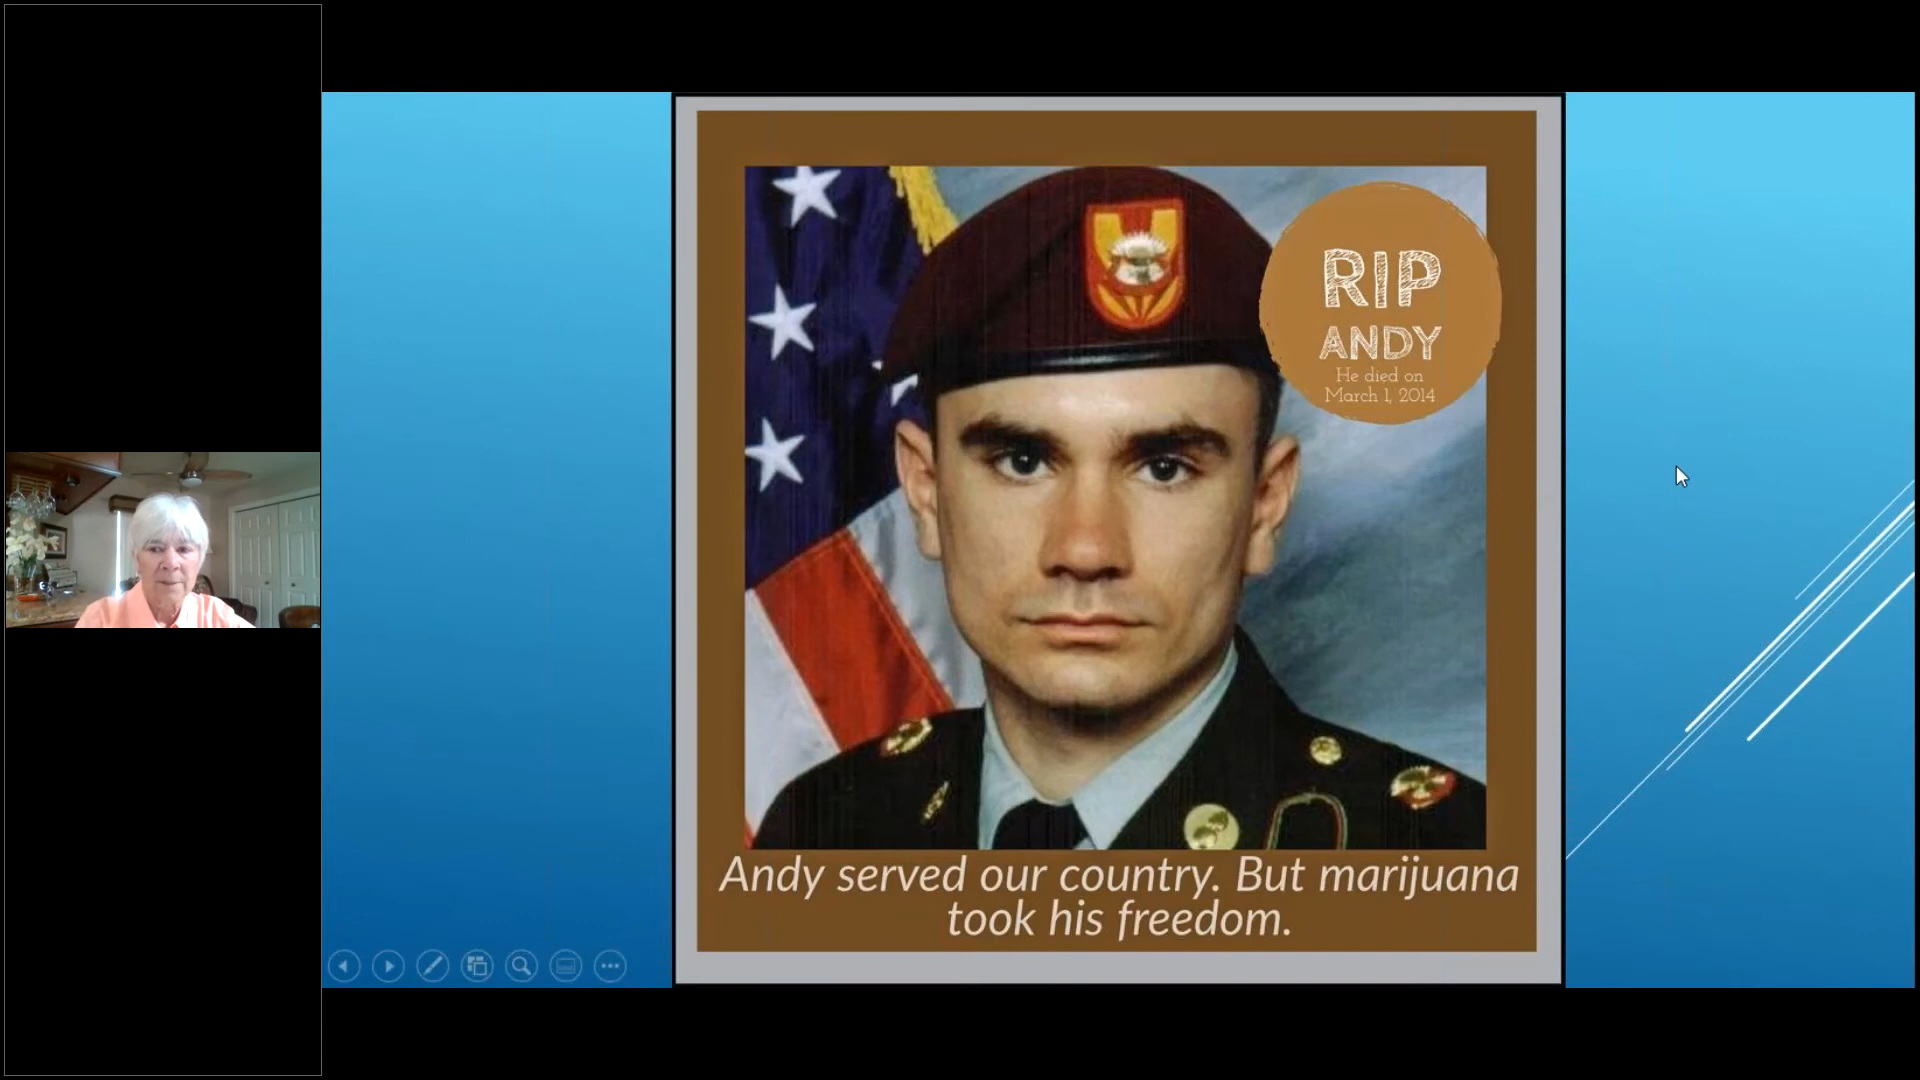 RIP
ANDY
He died on
March 1, 2014
Andy served our country. But marijuana
took his freedom.